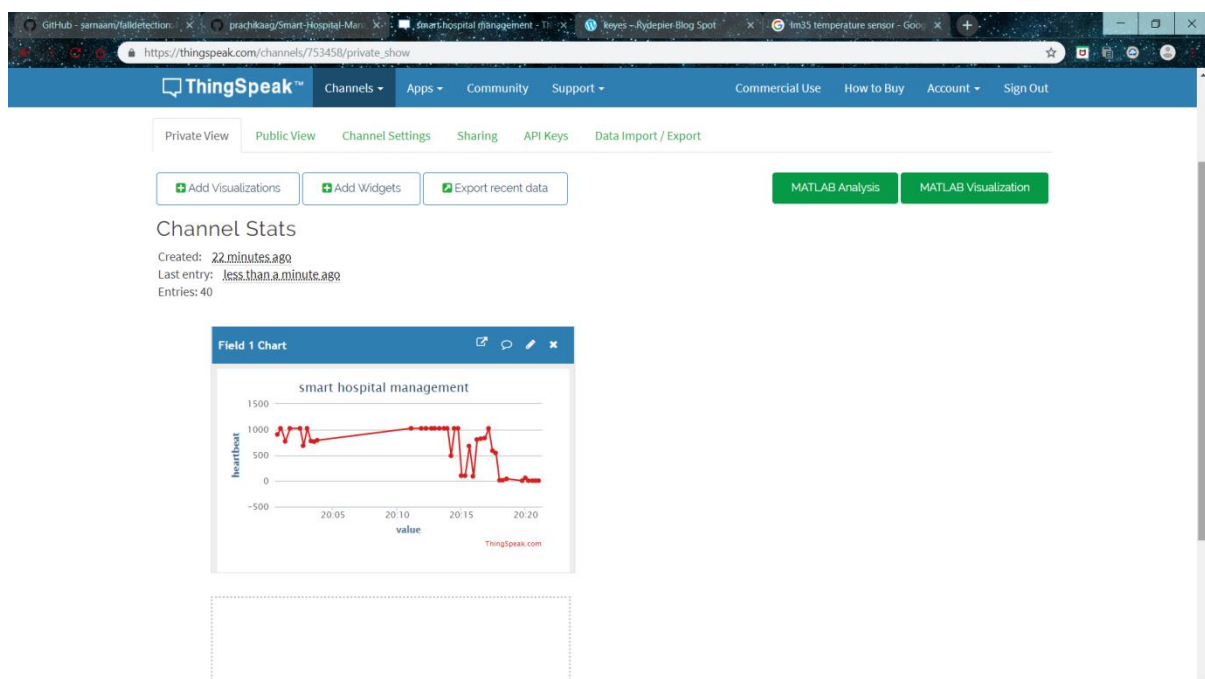 GitHub - samaam/falldetection:
prachikaag/Smart-Hospital-Man
smart hospital management - Th
keyes – Rydepier Blog Spot
lm35 temperature sensor - Goo
https://thingspeak.com/channels/753458/private_show
ThingSpeak™
Channels
Apps
Community
Support
Commercial Use
How to Buy
Account
Sign Out
Private View
Public View
Channel Settings
Sharing
API Keys
Data Import / Export
Add Visualizations
Add Widgets
Export recent data
MATLAB Analysis
MATLAB Visualization
Channel Stats
Created: 22 minutes ago
Last entry: less than a minute ago
Entries: 40
Field 1 Chart
smart hospital management
1500
1000
500
0
-500
heartbeat
20:05 20:10 20:15 20:20
value
ThingSpeak.com